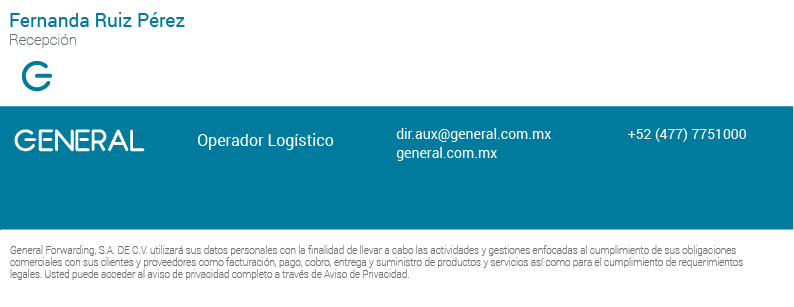 Fernanda Ruiz Pérez
Recepción
G
GENERAL
Operador Logístico
dir.aux@general.com.mx
general.com.mx
+52 (477) 7751000
General Forwarding, S.A. DE C.V. utilizará sus datos personales con la finalidad de llevar a cabo las actividades y gestiones enfocadas al cumplimiento de sus obligaciones
comerciales con sus clientes y proveedores como facturación, pago, cobro, entrega y suministro de productos y servicios así como para el cumplimiento de requerimientos
legales. Usted puede acceder al aviso de privacidad completo a través de Aviso de Privacidad.